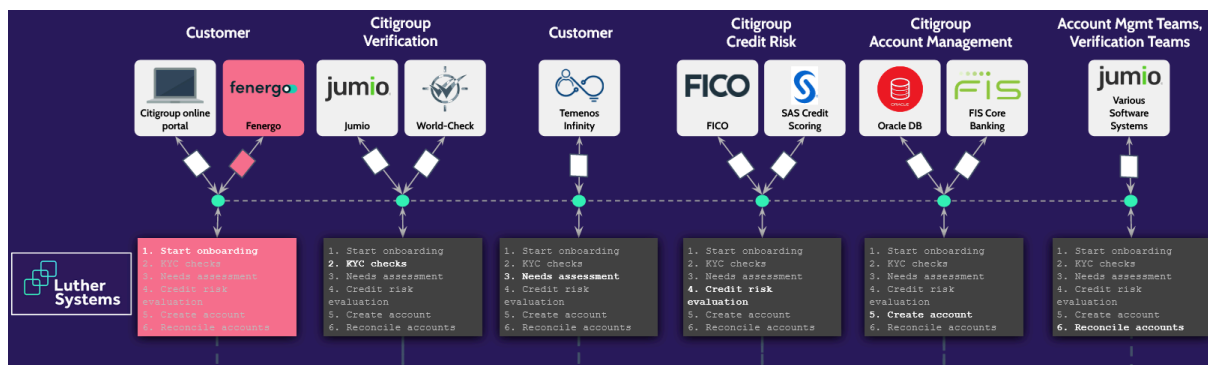 Customer
Citigroup
Verification
Customer
Citigroup
Credit Risk
Citigroup
Account Management
Account Mgmt Teams,
Verification Teams
Citigroup online
portal
fenergo
Fenergo
jumio
Jumio
World-Check
Temenos
Infinity
FICO
FICO
SAS Credit
Scoring
ORACLE
Oracle DB
FIS
FIS Core
Banking
jumio
Various
Software
Systems
Luther
Systems
1. Start onboarding
2. KYC checks
3. Needs assessment
4. Credit risk
evaluation
5. Create account
6. Reconcile accounts
1. Start onboarding
2. KYC checks
3. Needs assessment
4. Credit risk
evaluation
5. Create account
6. Reconcile accounts
1. Start onboarding
2. KYC checks
3. Needs assessment
4. Credit risk
evaluation
5. Create account
6. Reconcile accounts
1. Start onboarding
2. KYC checks
3. Needs assessment
4. Credit risk
evaluation
5. Create account
6. Reconcile accounts
1. Start onboarding
2. KYC checks
3. Needs assessment
4. Credit risk
evaluation
5. Create account
6. Reconcile accounts
1. Start onboarding
2. KYC checks
3. Needs assessment
4. Credit risk
evaluation
5. Create account
6. Reconcile accounts